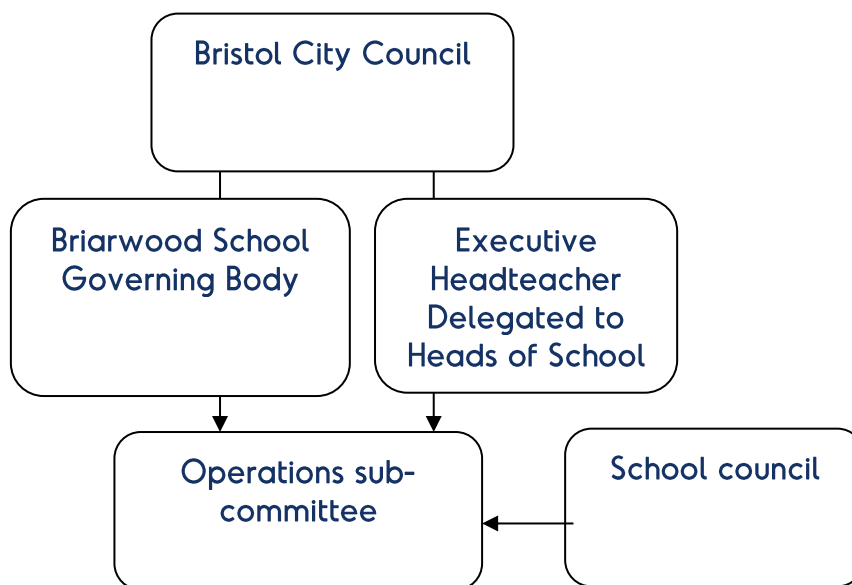 Bristol City Council
Briarwood School
Governing Body
Executive
Headteacher
Delegated to
Heads of School
Operations sub-
committee
School council